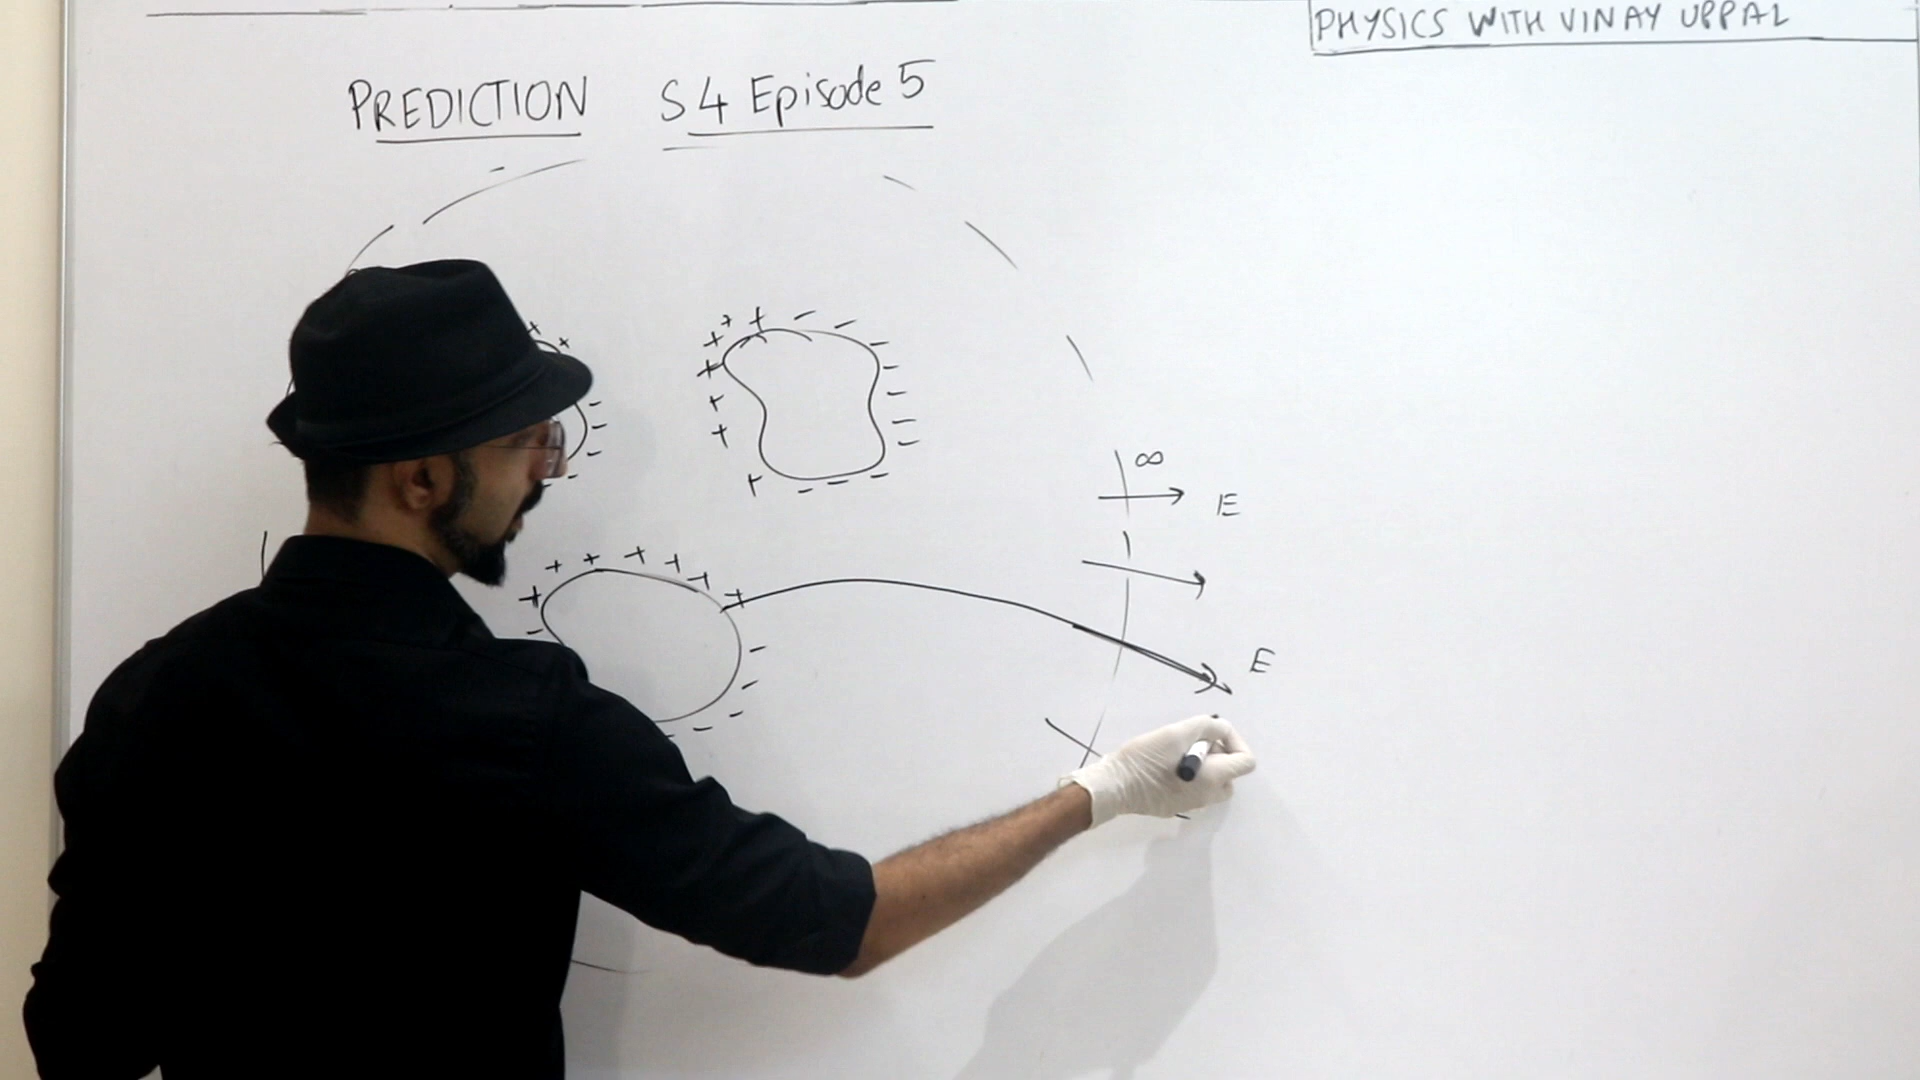 PHYSICS WITH VINAY UPPAL
PREDICTION S4 Episode 5
+ + + + - -
+ + -
+ - - -
+ - - -
+ - - -
+ - - - -
∞
E
+ + + + + + + +
- -
E
- - - -